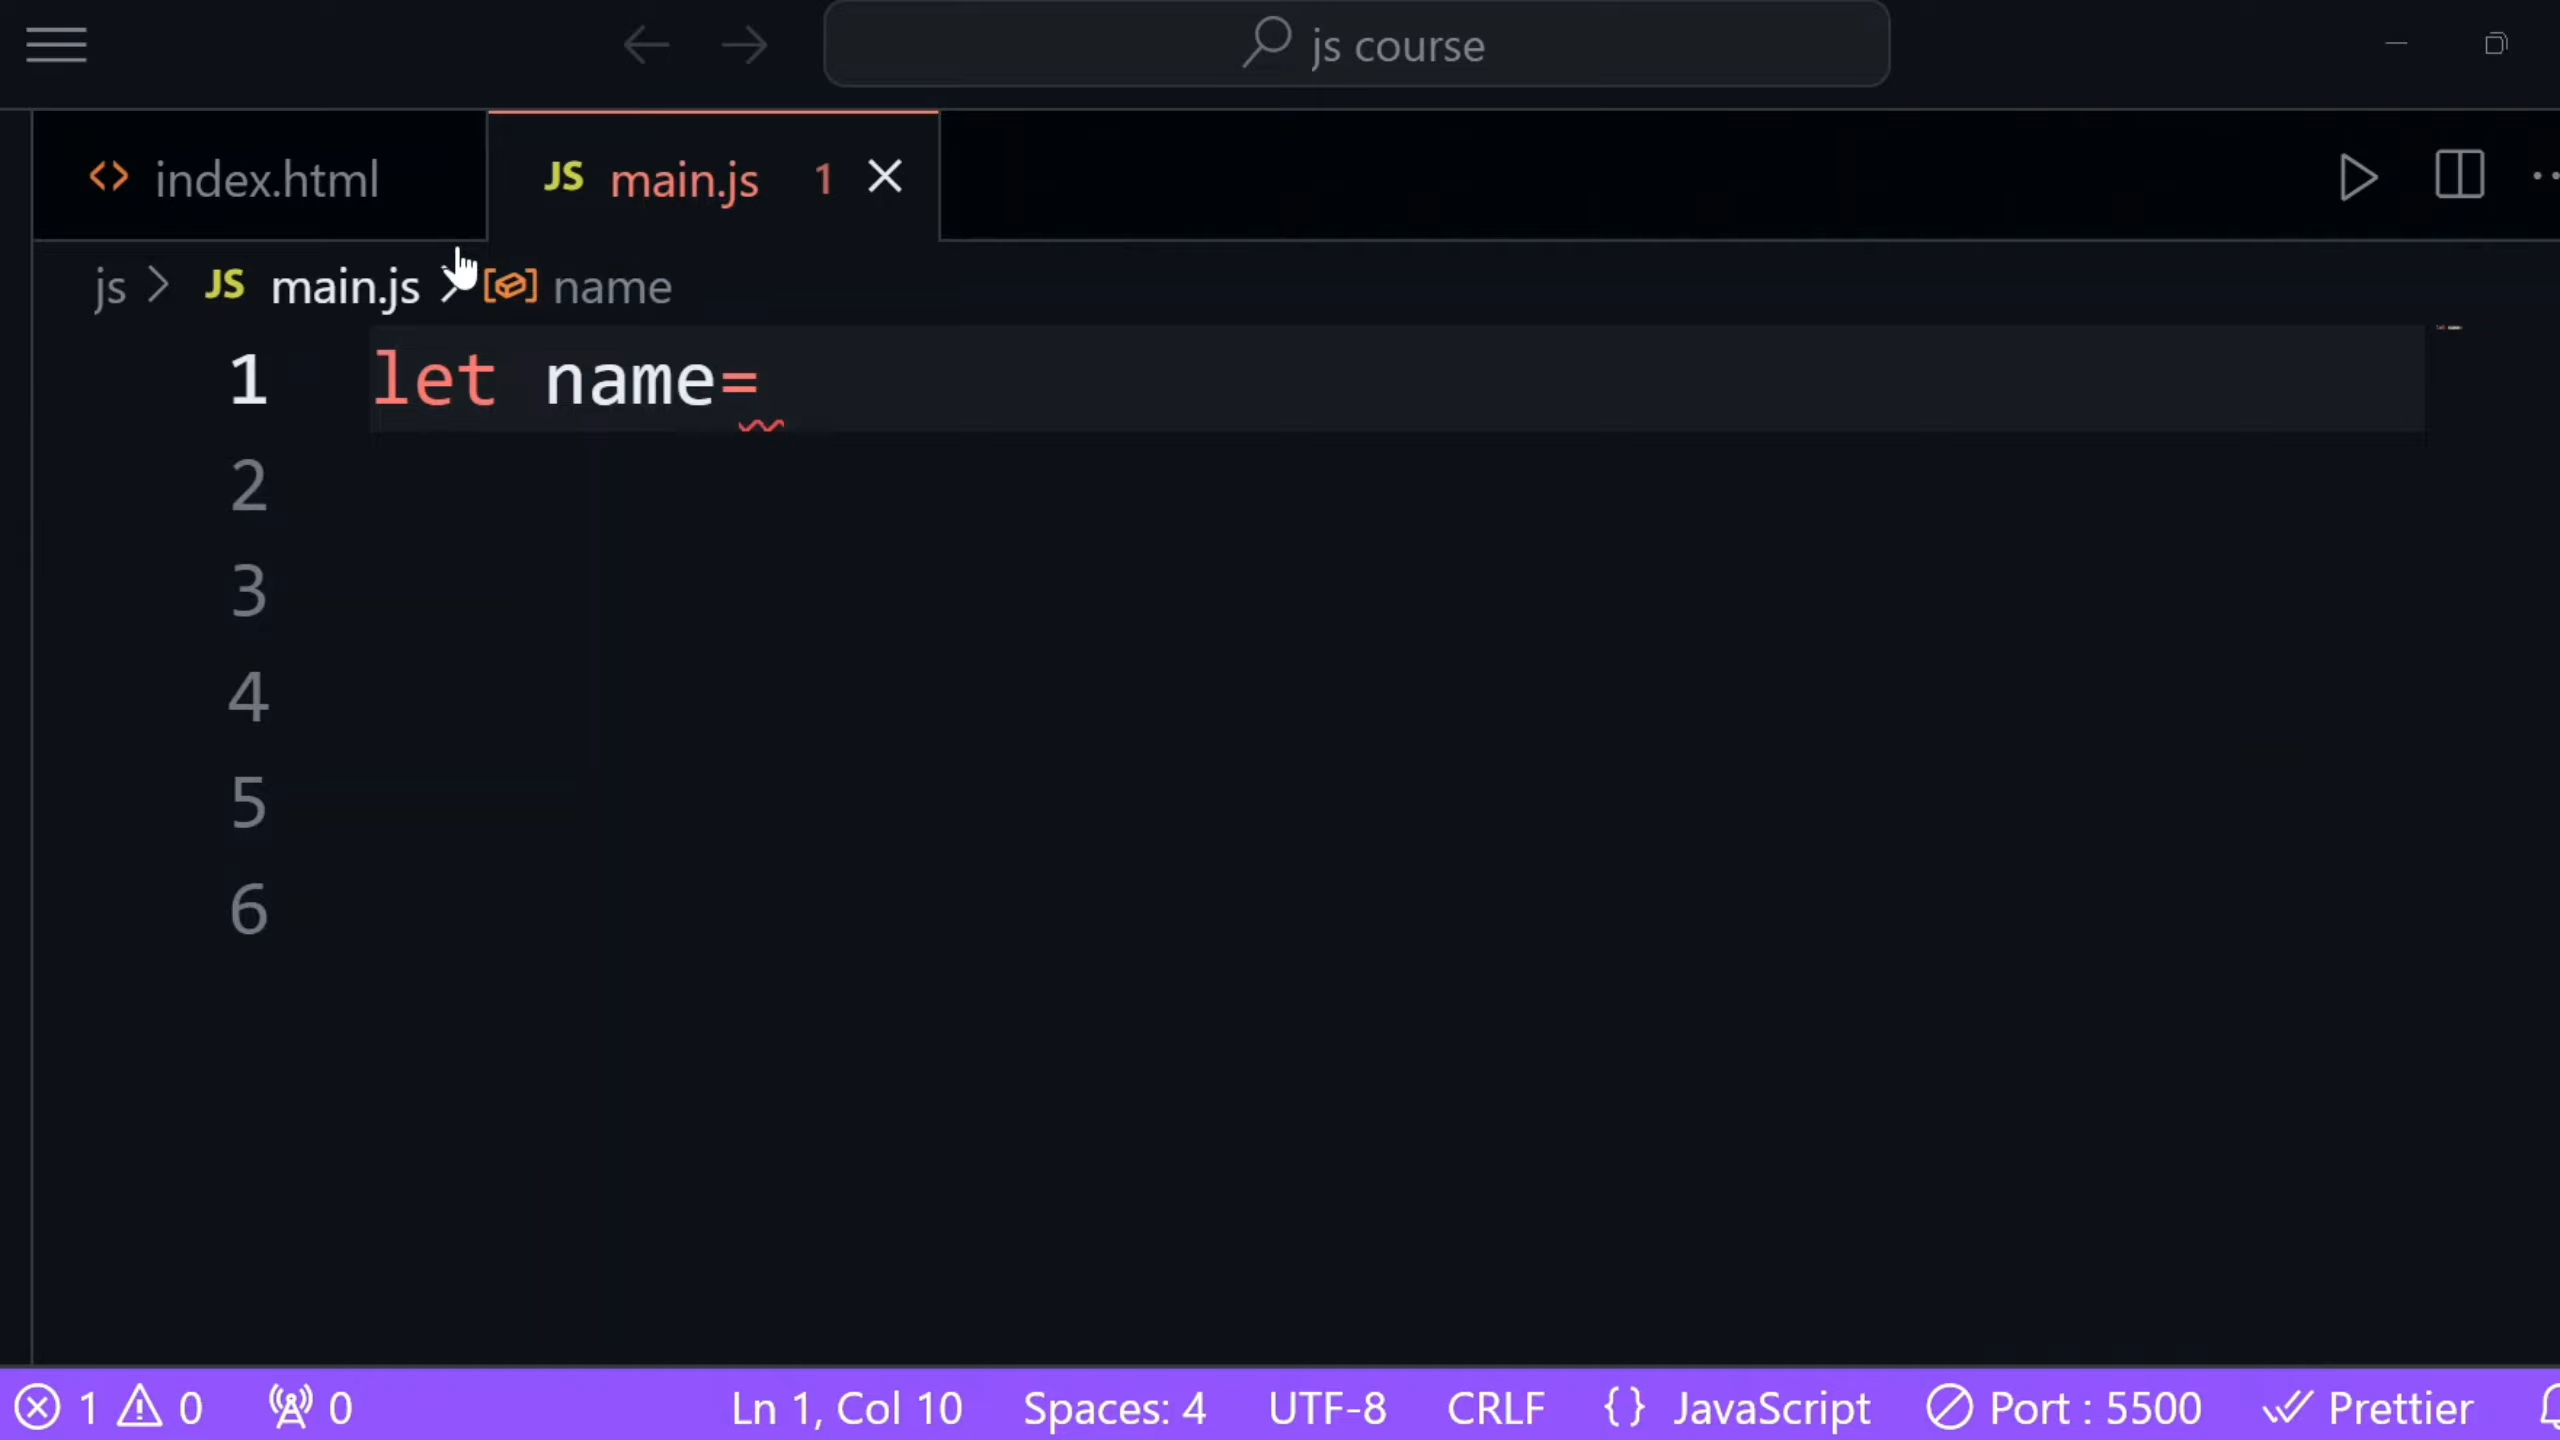 js course
index.html
JS main.js 1
js > JS main.js > name
1 let name=
2
3
4
5
6
1 0 0 Ln 1, Col 10 Spaces: 4 UTF-8 CRLF {} JavaScript Port : 5500 Prettier